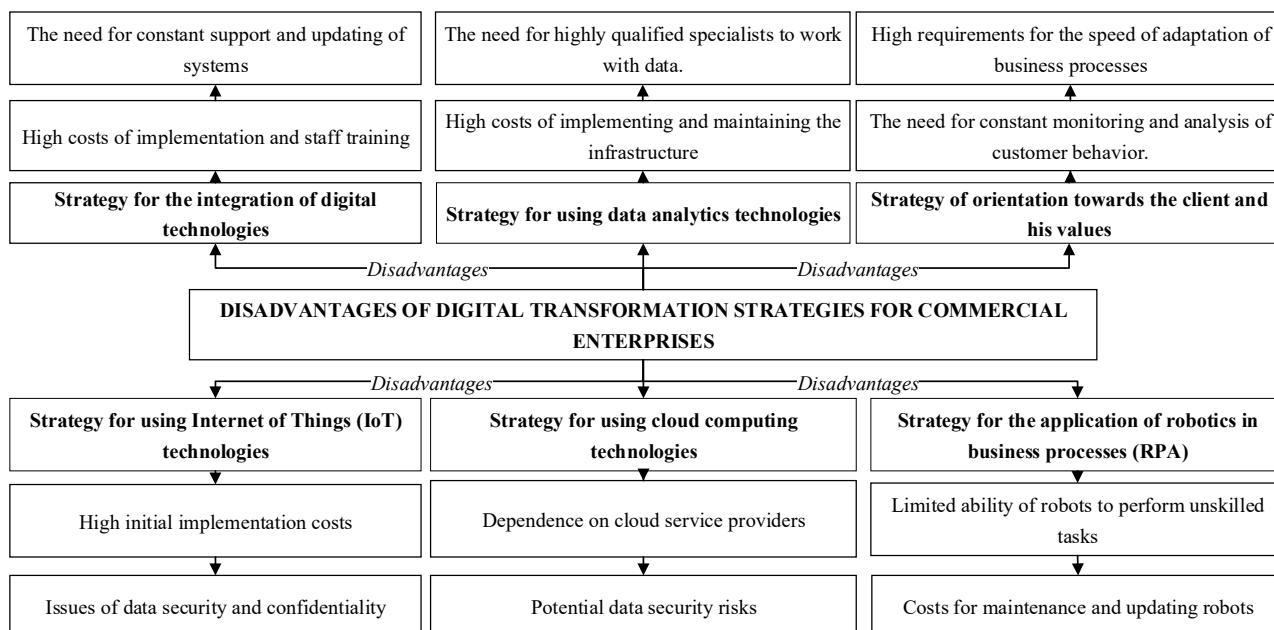 The need for constant support and updating of
systems
The need for highly qualified specialists to work
with data.
High requirements for the speed of adaptation of
business processes
High costs of implementation and staff training
High costs of implementing and maintaining the
infrastructure
The need for constant monitoring and analysis of
customer behavior.
Strategy for the integration of digital
technologies
Strategy for using data analytics technologies
Strategy of orientation towards the client and
his values
Disadvantages
Disadvantages
DISADVANTAGES OF DIGITAL TRANSFORMATION STRATEGIES FOR COMMERCIAL
ENTERPRISES
Disadvantages
Disadvantages
Strategy for using Internet of Things (IoT)
technologies
Strategy for using cloud computing
technologies
Strategy for the application of robotics in
business processes (RPA)
High initial implementation costs
Dependence on cloud service providers
Limited ability of robots to perform unskilled
tasks
Issues of data security and confidentiality
Potential data security risks
Costs for maintenance and updating robots